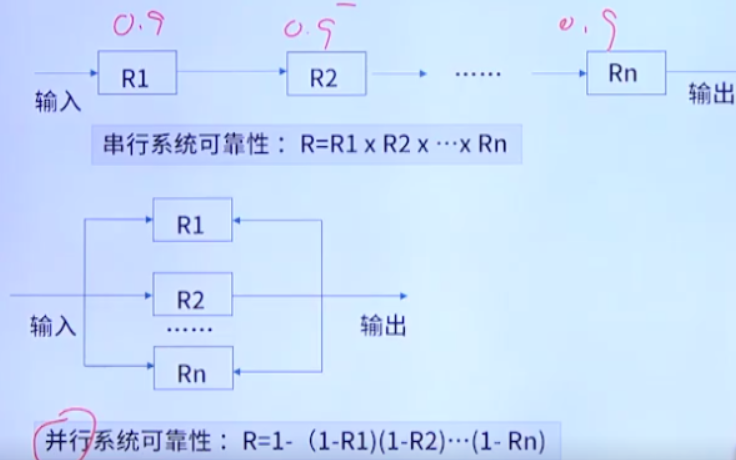 0.9 0.9 0.9
R1 R2 …… Rn
输入 输出
串行系统可靠性： R=R1 x R2 x …x Rn
R1
R2
输入 …… 输出
Rn
并行系统可靠性： R=1-（1-R1)(1-R2)…(1- Rn)